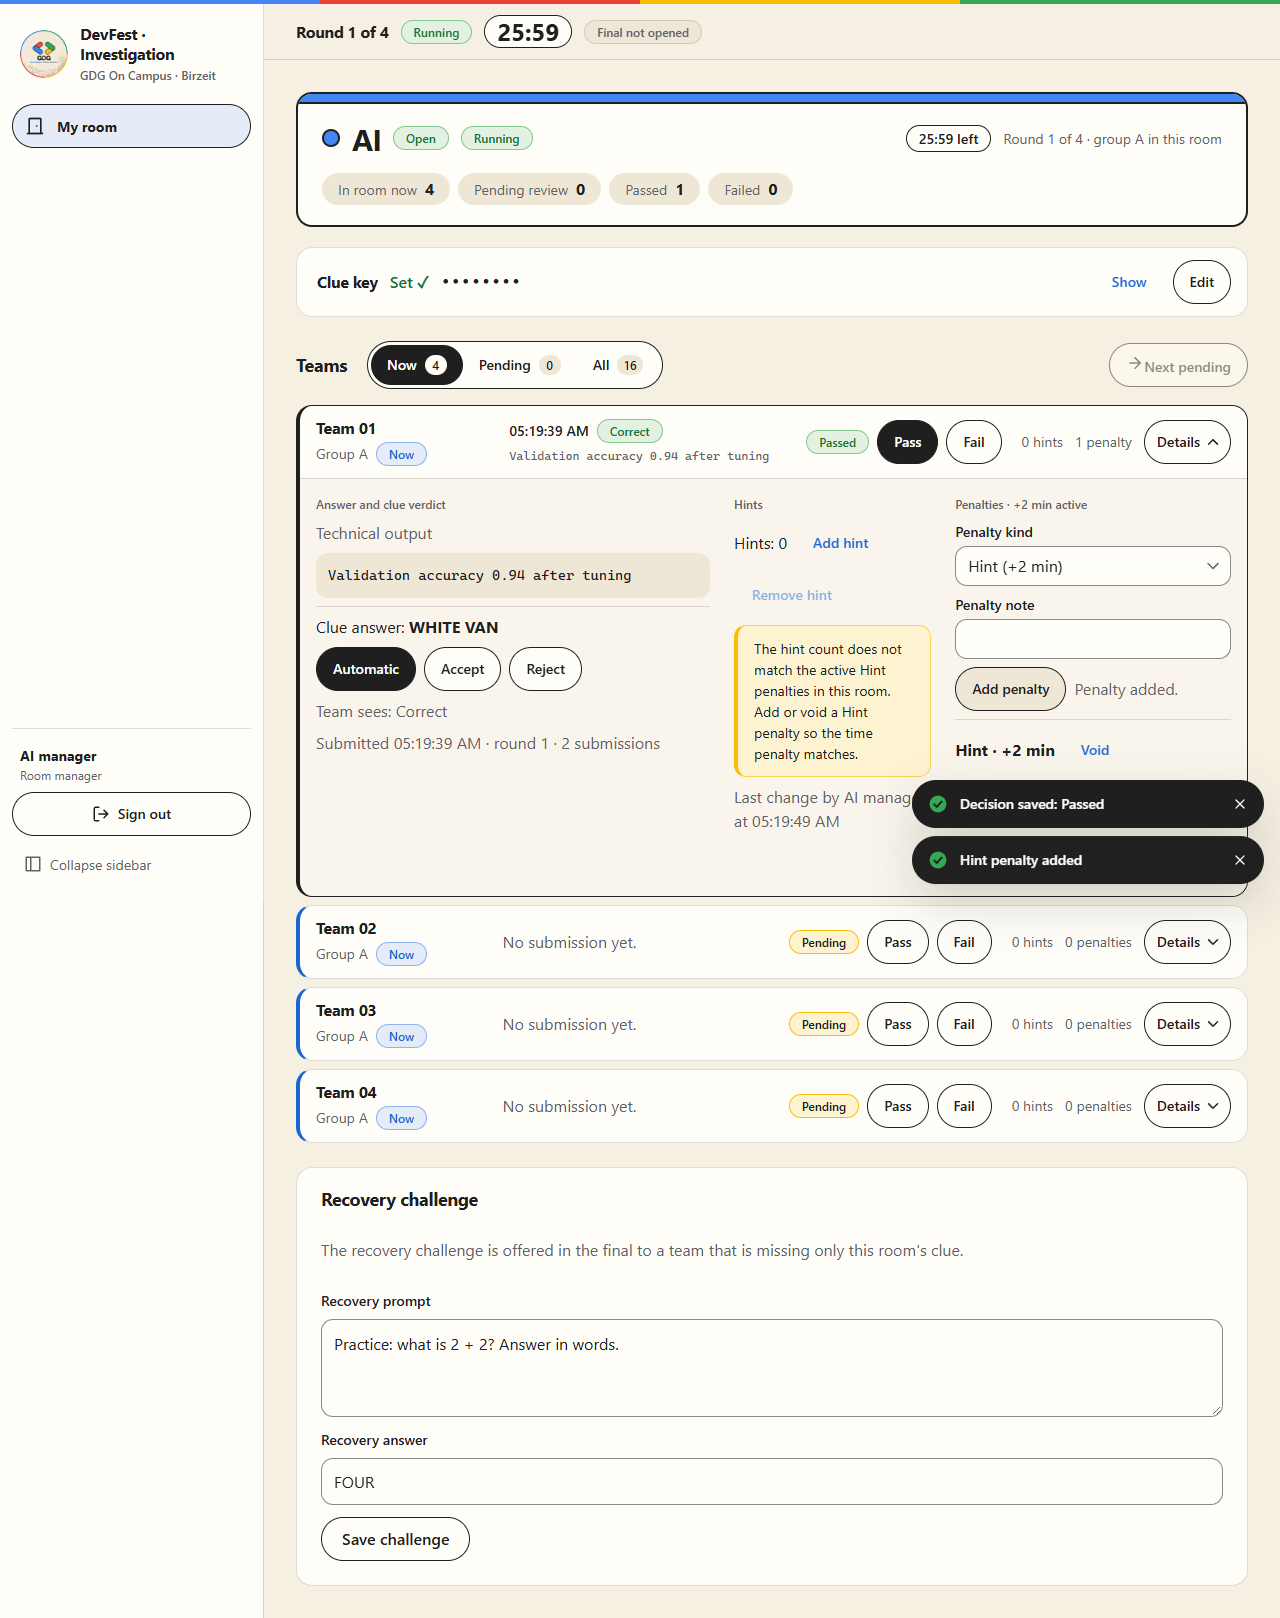 DevFest ·
Investigation
GDG On Campus · Birzeit
My room
AI manager
Room manager
Sign out
Collapse sidebar
Round 1 of 4 Running 25:59 Final not opened
AI Open Running 25:59 left Round 1 of 4 · group A in this room
In room now 4 Pending review 0 Passed 1 Failed 0
Clue key Set ✓ •••••••• Show Edit
Teams Now 4 Pending 0 All 16 Next pending
Team 01
Group A Now
05:19:39 AM Correct
Validation accuracy 0.94 after tuning
Passed Pass Fail 0 hints 1 penalty Details
Answer and clue verdict
Technical output
Validation accuracy 0.94 after tuning
Clue answer: WHITE VAN
Automatic Accept Reject
Team sees: Correct
Submitted 05:19:39 AM · round 1 · 2 submissions
Hints
Hints: 0 Add hint
Remove hint
The hint count does not
match the active Hint
penalties in this room.
Add or void a Hint
penalty so the time
penalty matches.
Last change by AI manag
at 05:19:49 AM
Penalties · +2 min active
Penalty kind
Hint (+2 min)
Penalty note
Add penalty Penalty added.
Hint · +2 min Void
Decision saved: Passed
Hint penalty added
Team 02
Group A Now
No submission yet.
Pending Pass Fail 0 hints 0 penalties Details
Team 03
Group A Now
No submission yet.
Pending Pass Fail 0 hints 0 penalties Details
Team 04
Group A Now
No submission yet.
Pending Pass Fail 0 hints 0 penalties Details
Recovery challenge
The recovery challenge is offered in the final to a team that is missing only this room's clue.
Recovery prompt
Practice: what is 2 + 2? Answer in words.
Recovery answer
FOUR
Save challenge